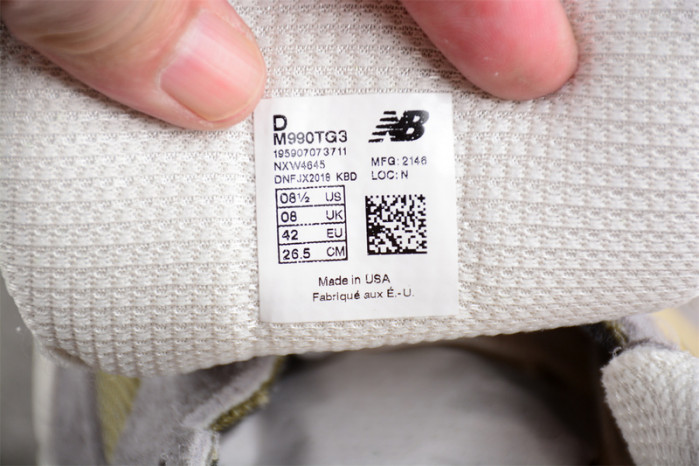 D
M990TG3
NB
195907073711
NXW4645
MFG: 2146
DNFJX2018 KBD
LOC: N
08½ US
08 UK
42 EU
26.5 CM
Made in USA
Fabriqué aux É.-U.